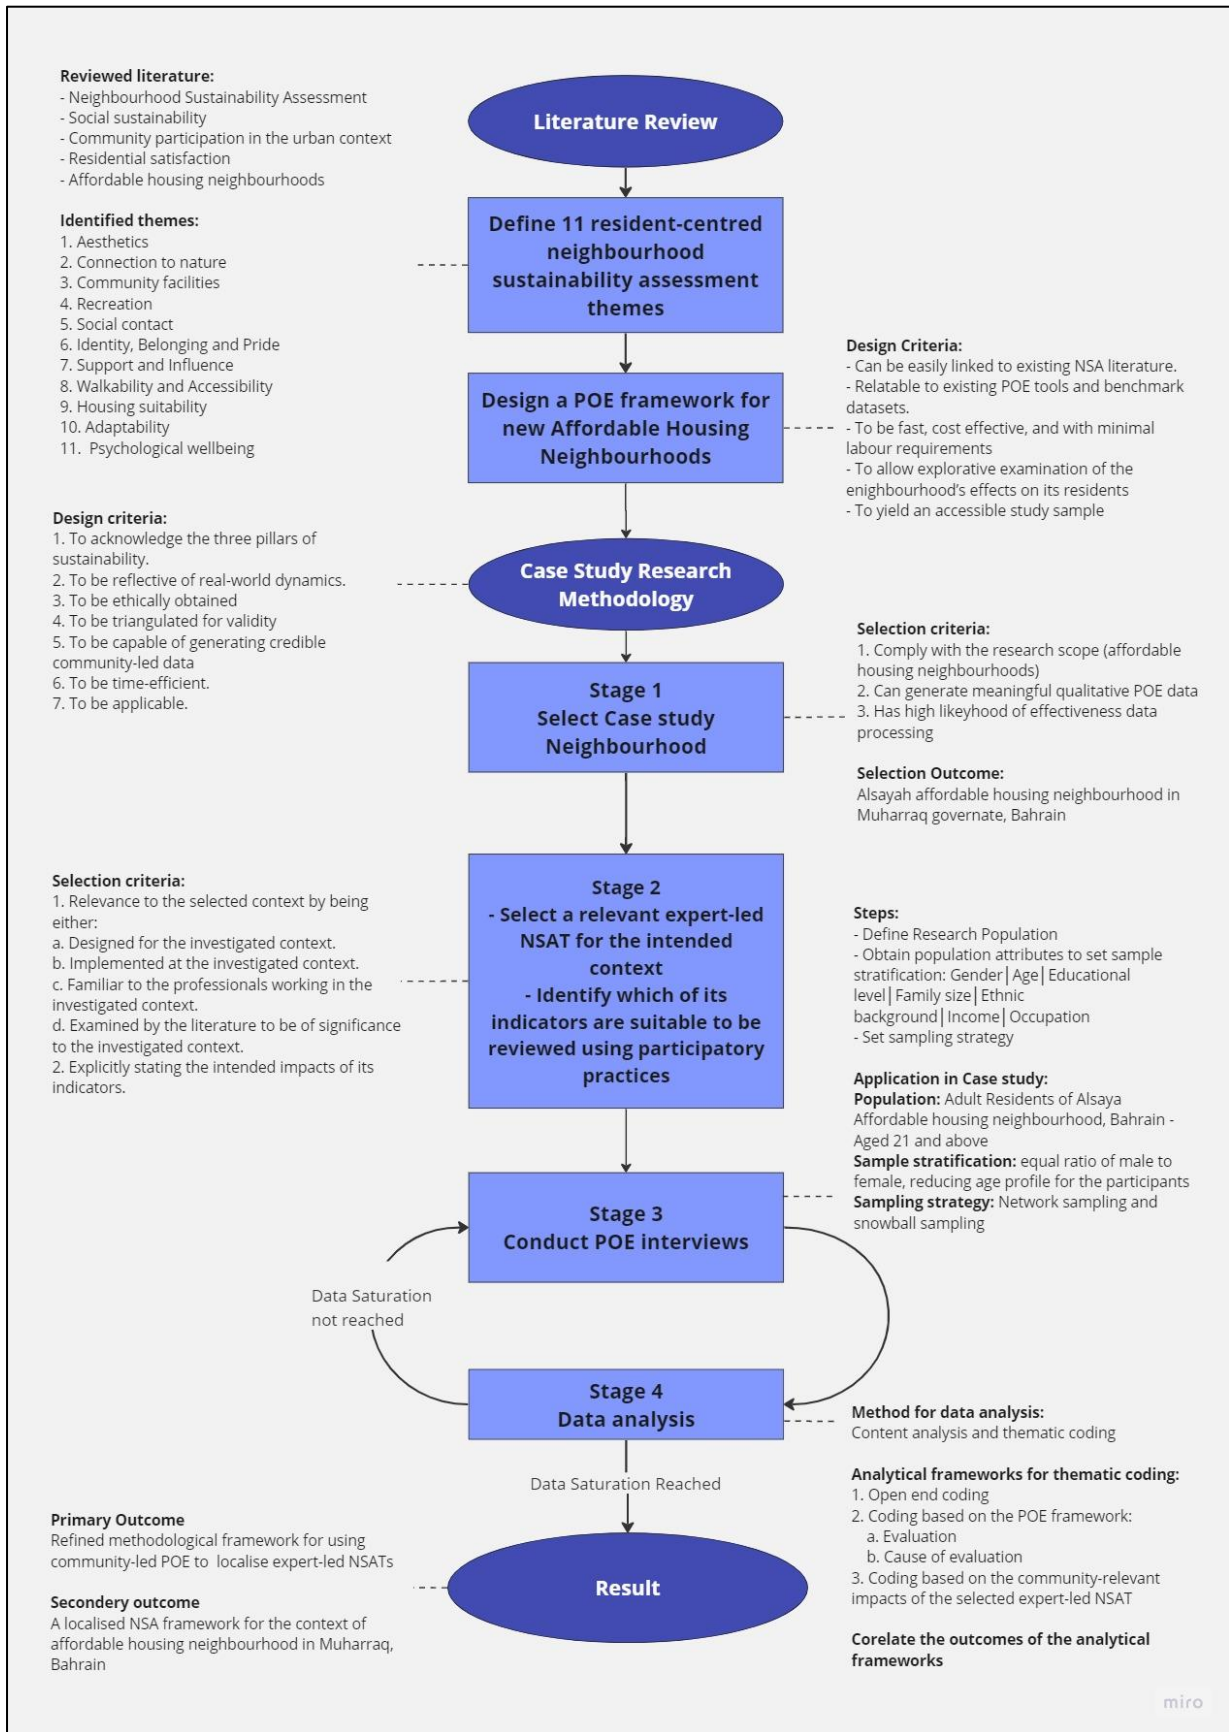 Reviewed literature:
- Neighbourhood Sustainability Assessment
- Social sustainability
- Community participation in the urban context
- Residential satisfaction
- Affordable housing neighbourhoods
Literature Review
Identified themes:
1. Aesthetics
2. Connection to nature
3. Community facilities
4. Recreation
5. Social contact
6. Identity, Belonging and Pride
7. Support and Influence
8. Walkability and Accessibility
9. Housing suitability
10. Adaptability
11. Psychological wellbeing
Define 11 resident-centred
neighbourhood
sustainability assessment
themes
Design a POE framework for
new Affordable Housing
Neighbourhoods
Design Criteria:
- Can be easily linked to existing NSA literature.
- Relatable to existing POE tools and benchmark
datasets.
- To be fast, cost effective, and with minimal
labour requirements
- To allow explorative examination of the
enighbourhood's effects on its residents
- To yield an accessible study sample
Design criteria:
1. To acknowledge the three pillars of
sustainability.
2. To be reflective of real-world dynamics.
3. To be ethically obtained
4. To be triangulated for validity
5. To be capable of generating credible
community-led data
6. To be time-efficient.
7. To be applicable.
Case Study Research
Methodology
Stage 1
Select Case study
Neighbourhood
Selection criteria:
1. Comply with the research scope (affordable
housing neighbourhoods)
2. Can generate meaningful qualitative POE data
3. Has high likeyhood of effectiveness data
processing
Selection Outcome:
Alsayah affordable housing neighbourhood in
Muharraq governate, Bahrain
Selection criteria:
1. Relevance to the selected context by being
either:
a. Designed for the investigated context.
b. Implemented at the investigated context.
c. Familiar to the professionals working in the
investigated context.
d. Examined by the literature to be of significance
to the investigated context.
2. Explicitly stating the intended impacts of its
indicators.
Stage 2
- Select a relevant expert-led
NSAT for the intended
context
- Identify which of its
indicators are suitable to be
reviewed using participatory
practices
Steps:
- Define Research Population
- Obtain population attributes to set sample
stratification: Gender|Age|Educational
level|Family size|Ethnic
background|Income|Occupation
- Set sampling strategy
Application in Case study:
Population: Adult Residents of Alsaya
Affordable housing neighbourhood, Bahrain -
Aged 21 and above
Sample stratification: equal ratio of male to
female, reducing age profile for the participants
Sampling strategy: Network sampling and
snowball sampling
Stage 3
Conduct POE interviews
Data Saturation
not reached
Stage 4
Data analysis
Data Saturation Reached
Method for data analysis:
Content analysis and thematic coding
Analytical frameworks for thematic coding:
1. Open end coding
2. Coding based on the POE framework:
a. Evaluation
b. Cause of evaluation
3. Coding based on the community-relevant
impacts of the selected expert-led NSAT
Corelate the outcomes of the analytical
frameworks
Primary Outcome
Refined methodological framework for using
community-led POE to localise expert-led NSATs
Secondery outcome
A localised NSA framework for the context of
affordable housing neighbourhood in Muharraq,
Bahrain
Result
miro